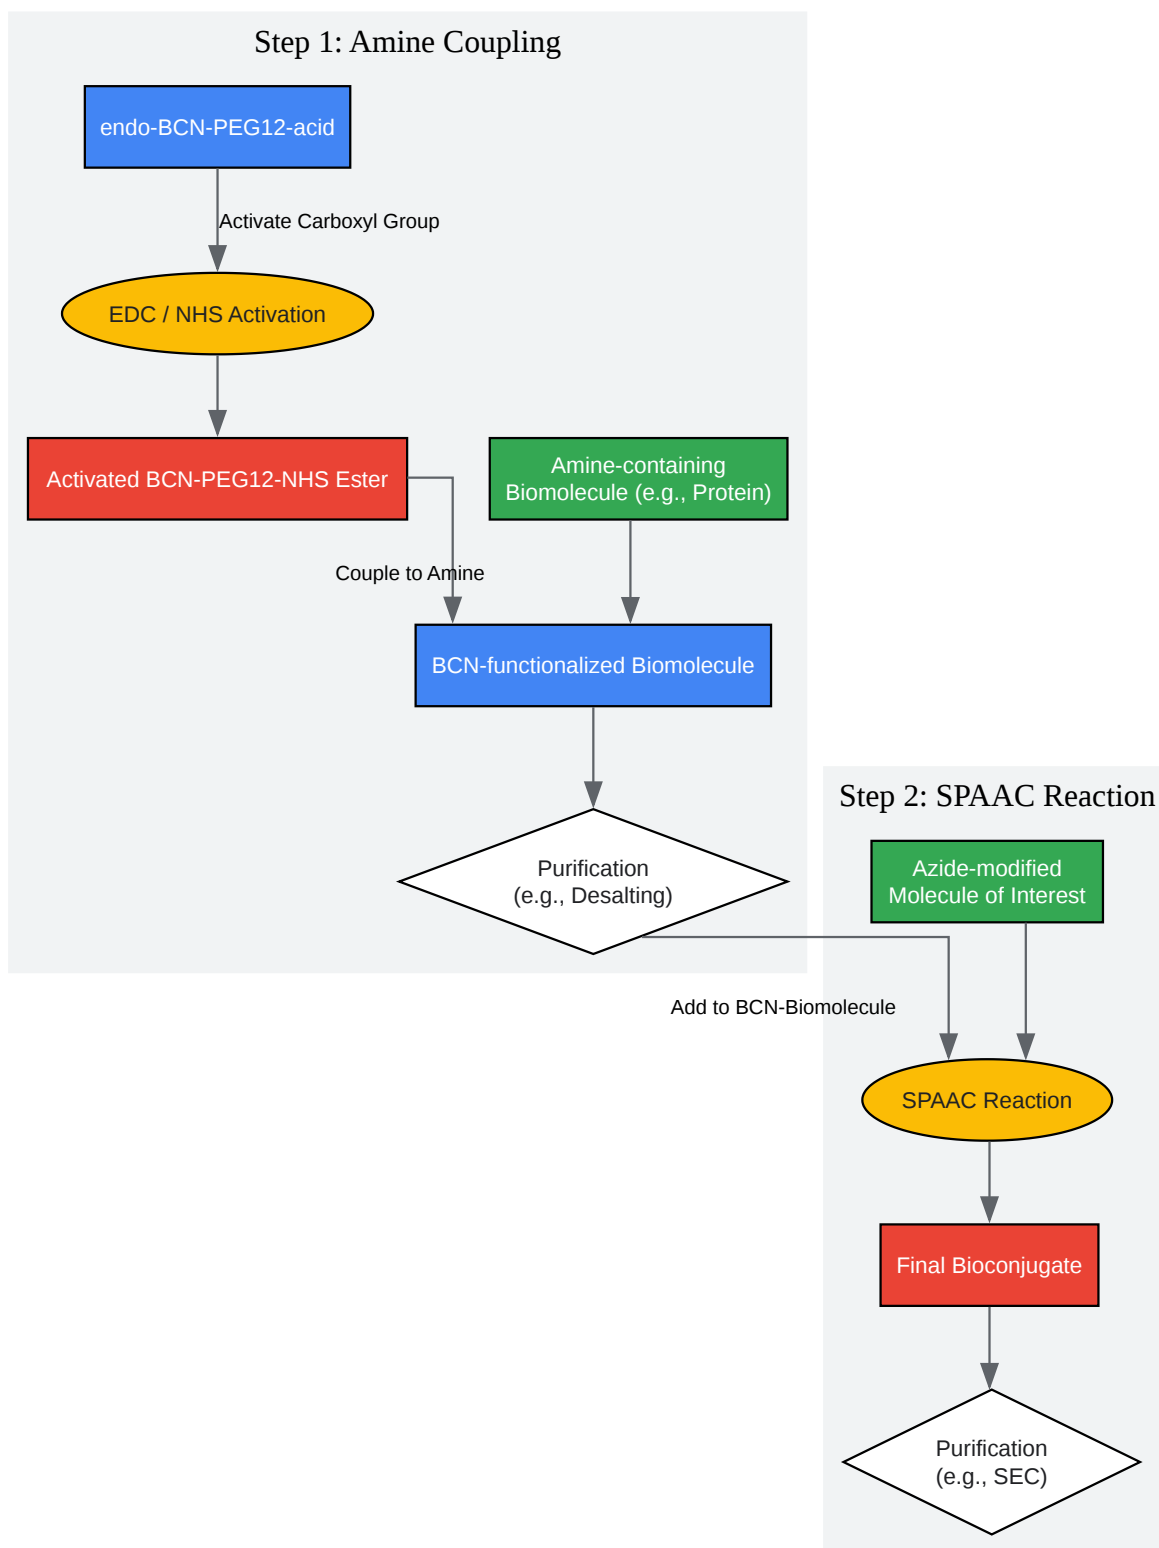 Step 1: Amine Coupling
endo-BCN-PEG12-acid
Activate Carboxyl Group
EDC / NHS Activation
Activated BCN-PEG12-NHS Ester
Amine-containing
Biomolecule (e.g., Protein)
Couple to Amine
BCN-functionalized Biomolecule
Purification
(e.g., Desalting)
Step 2: SPAAC Reaction
Azide-modified
Molecule of Interest
Add to BCN-Biomolecule
SPAAC Reaction
Final Bioconjugate
Purification
(e.g., SEC)